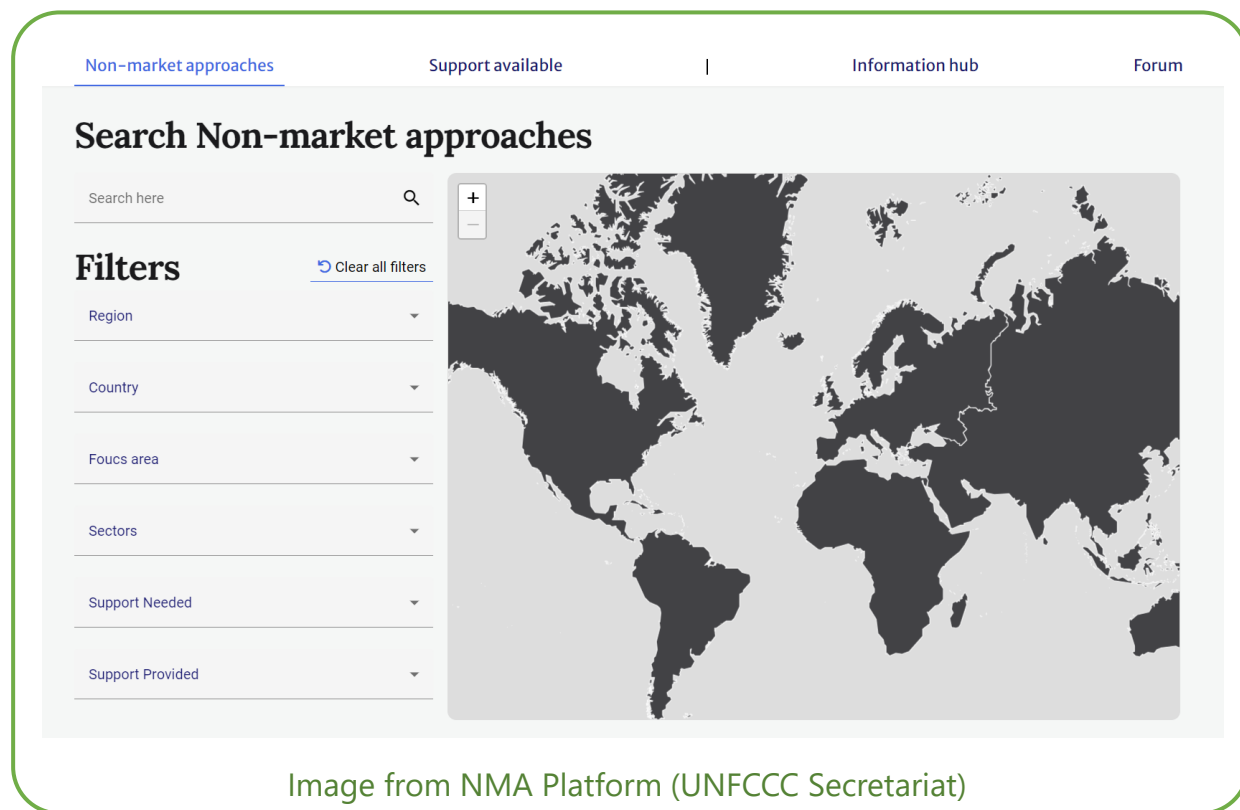 Non-market approaches Support available | Information hub Forum
Search Non-market approaches
Search here
+
−
Filters Clear all filters
Region
Country
Foucs area
Sectors
Support Needed
Support Provided
Image from NMA Platform (UNFCCC Secretariat)